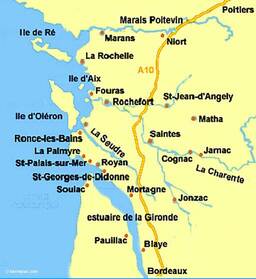 Poitiers
Marais Poitevin
Ile de Ré
Marans
Niort
La Rochelle
A10
Ile d'Aix
Fouras
Rochefort
St-Jean-d'Angely
Ile d'Oléron
Matha
La Seudre
Ronce-les-Bains
Saintes
La Palmyre
Jarnac
St-Palais-sur-Mer
Royan
Cognac
La Charente
St-Georges-de-Didonne
Soulac
Mortagne
Jonzac
estuaire de la Gironde
Pauillac
Blaye
Bordeaux